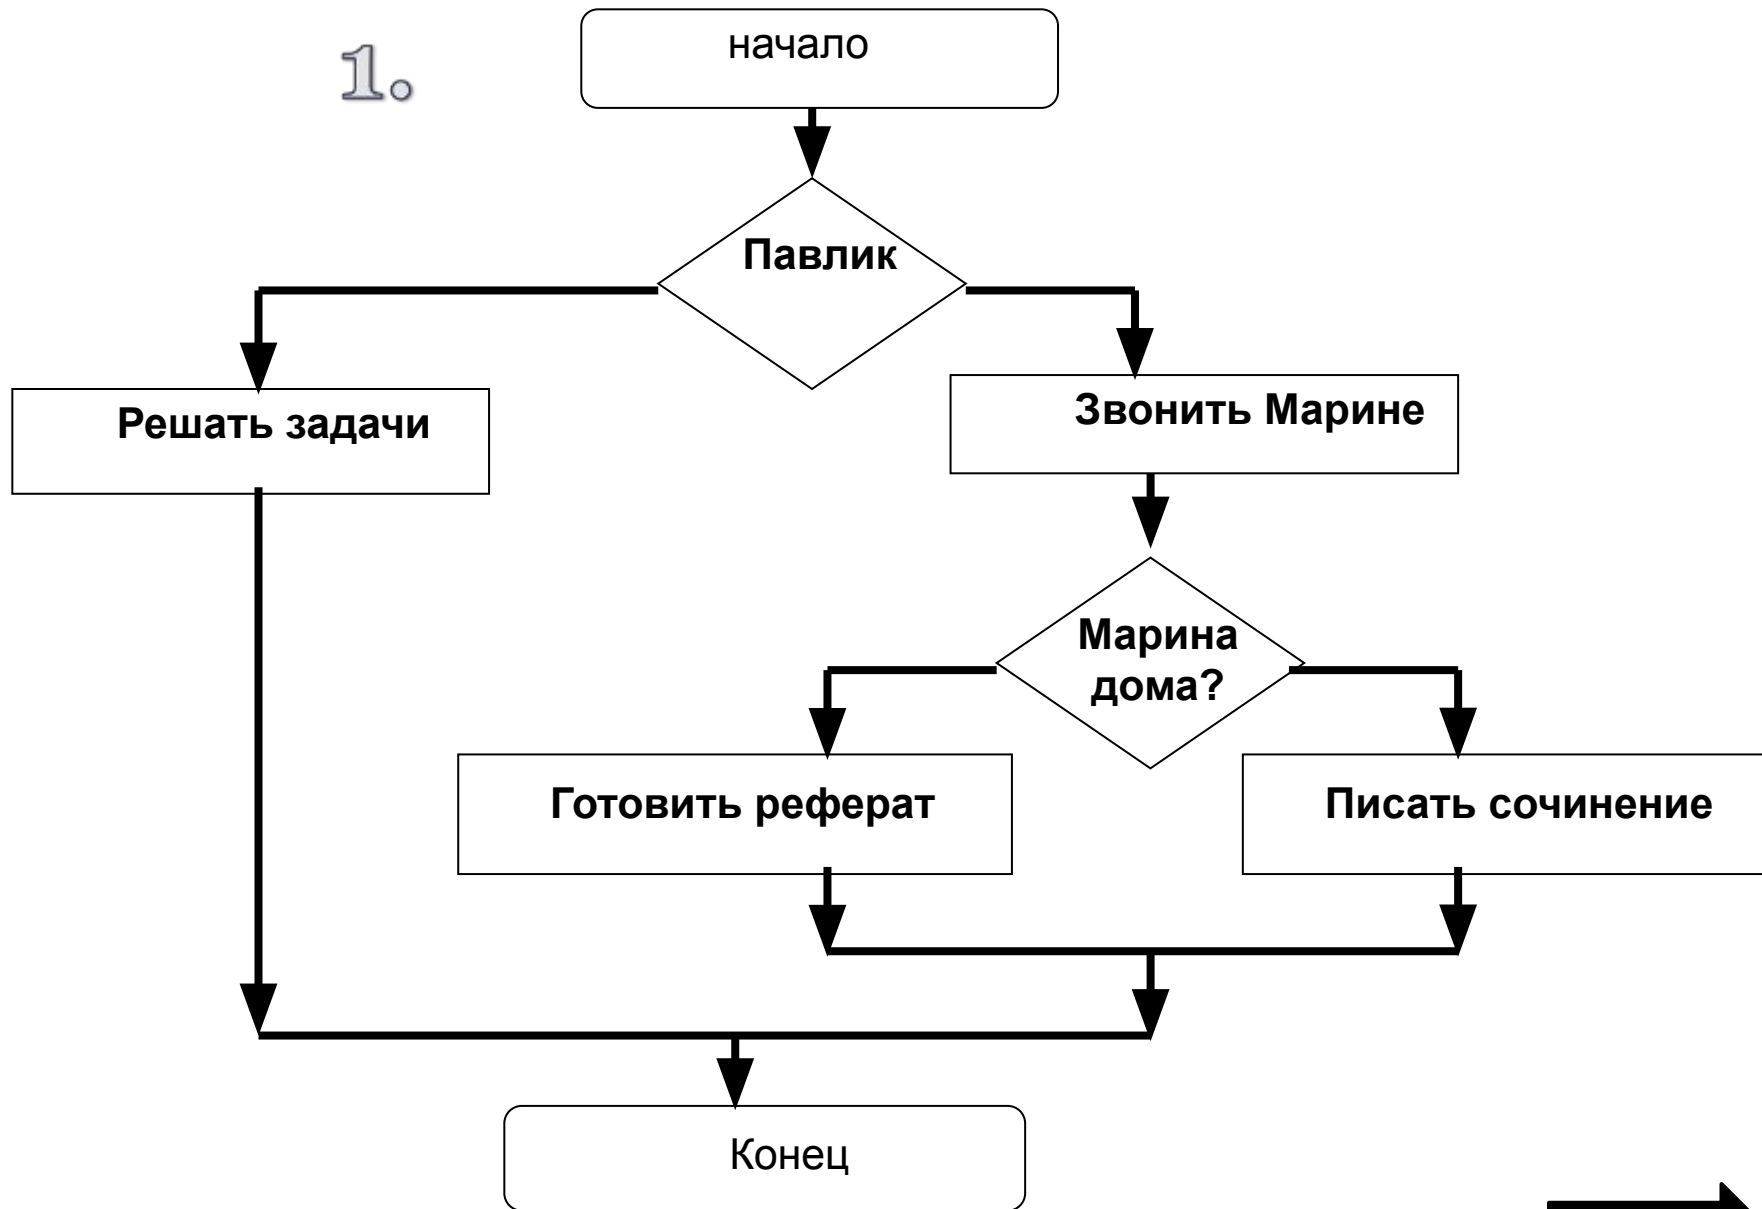 1.
начало
Павлик
Решать задачи
Звонить Марине
Марина
дома?
Готовить реферат
Писать сочинение
Конец